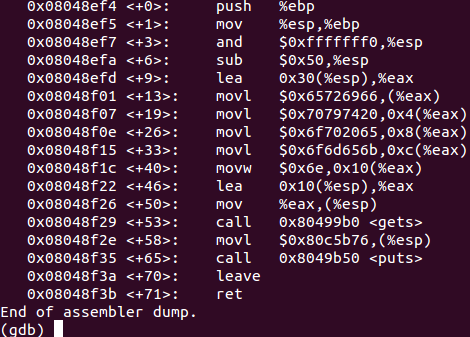 0x08048ef4 <+0>: push %ebp
0x08048ef5 <+1>: mov %esp,%ebp
0x08048ef7 <+3>: and $0xfffffff0,%esp
0x08048efa <+6>: sub $0x50,%esp
0x08048efd <+9>: lea 0x30(%esp),%eax
0x08048f01 <+13>: movl $0x65726966,(%eax)
0x08048f07 <+19>: movl $0x70797420,0x4(%eax)
0x08048f0e <+26>: movl $0x6f702065,0x8(%eax)
0x08048f15 <+33>: movl $0x6f6d656b,0xc(%eax)
0x08048f1c <+40>: movw $0x6e,0x10(%eax)
0x08048f22 <+46>: lea 0x10(%esp),%eax
0x08048f26 <+50>: mov %eax,(%esp)
0x08048f29 <+53>: call 0x80499b0 <gets>
0x08048f2e <+58>: movl $0x80c5b76,(%esp)
0x08048f35 <+65>: call 0x8049b50 <puts>
0x08048f3a <+70>: leave
0x08048f3b <+71>: ret
End of assembler dump.
(gdb)